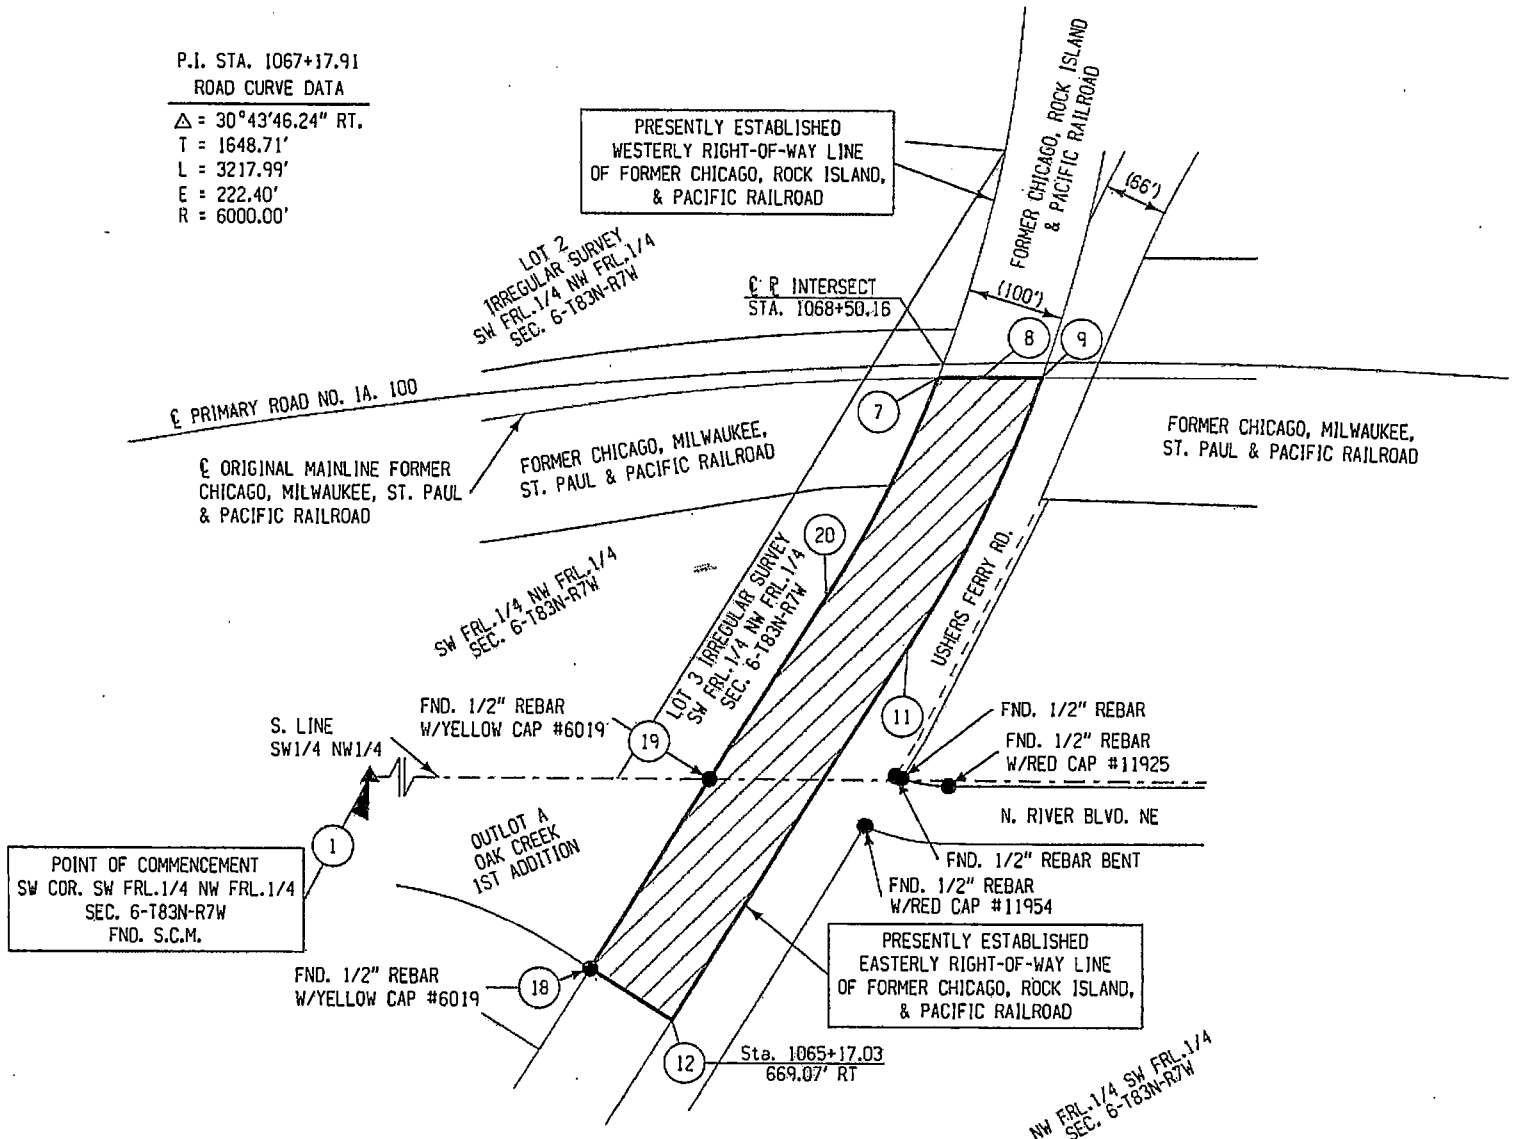 P.I. STA. 1067+17.91
ROAD CURVE DATA
△ = 30°43'46.24" RT.
T = 1648.71'
L = 3217.99'
E = 222.40'
R = 6000.00'
PRESENTLY ESTABLISHED
WESTERLY RIGHT-OF-WAY LINE
OF FORMER CHICAGO, ROCK ISLAND,
& PACIFIC RAILROAD
FORMER CHICAGO, ROCK ISLAND
& PACIFIC RAILROAD
(66')
(100')
LOT 2
IRREGULAR SURVEY
SW FRL.1/4 NW FRL.1/4
SEC. 6-T83N-R7W
℄ ⅊ INTERSECT
STA. 1068+50.16
8
9
7
℄ PRIMARY ROAD NO. IA. 100
℄ ORIGINAL MAINLINE FORMER
CHICAGO, MILWAUKEE, ST. PAUL
& PACIFIC RAILROAD
FORMER CHICAGO, MILWAUKEE,
ST. PAUL & PACIFIC RAILROAD
FORMER CHICAGO, MILWAUKEE,
ST. PAUL & PACIFIC RAILROAD
20
SW FRL.1/4 NW FRL.1/4
SEC. 6-T83N-R7W
LOT 3 IRREGULAR SURVEY
SW FRL.1/4 NW FRL.1/4
SEC. 6-T83N-R7W
USHERS FERRY RD.
11
FND. 1/2" REBAR
W/YELLOW CAP #6019
19
S. LINE
SW1/4 NW1/4
FND. 1/2" REBAR
FND. 1/2" REBAR
W/RED CAP #11925
N. RIVER BLVD. NE
FND. 1/2" REBAR BENT
FND. 1/2" REBAR
W/RED CAP #11954
1
POINT OF COMMENCEMENT
SW COR. SW FRL.1/4 NW FRL.1/4
SEC. 6-T83N-R7W
FND. S.C.M.
OUTLOT A
OAK CREEK
1ST ADDITION
PRESENTLY ESTABLISHED
EASTERLY RIGHT-OF-WAY LINE
OF FORMER CHICAGO, ROCK ISLAND,
& PACIFIC RAILROAD
FND. 1/2" REBAR
W/YELLOW CAP #6019
18
12
Sta. 1065+17.03
669.07' RT
NW FRL.1/4 SW FRL.1/4
SEC. 6-T83N-R7W